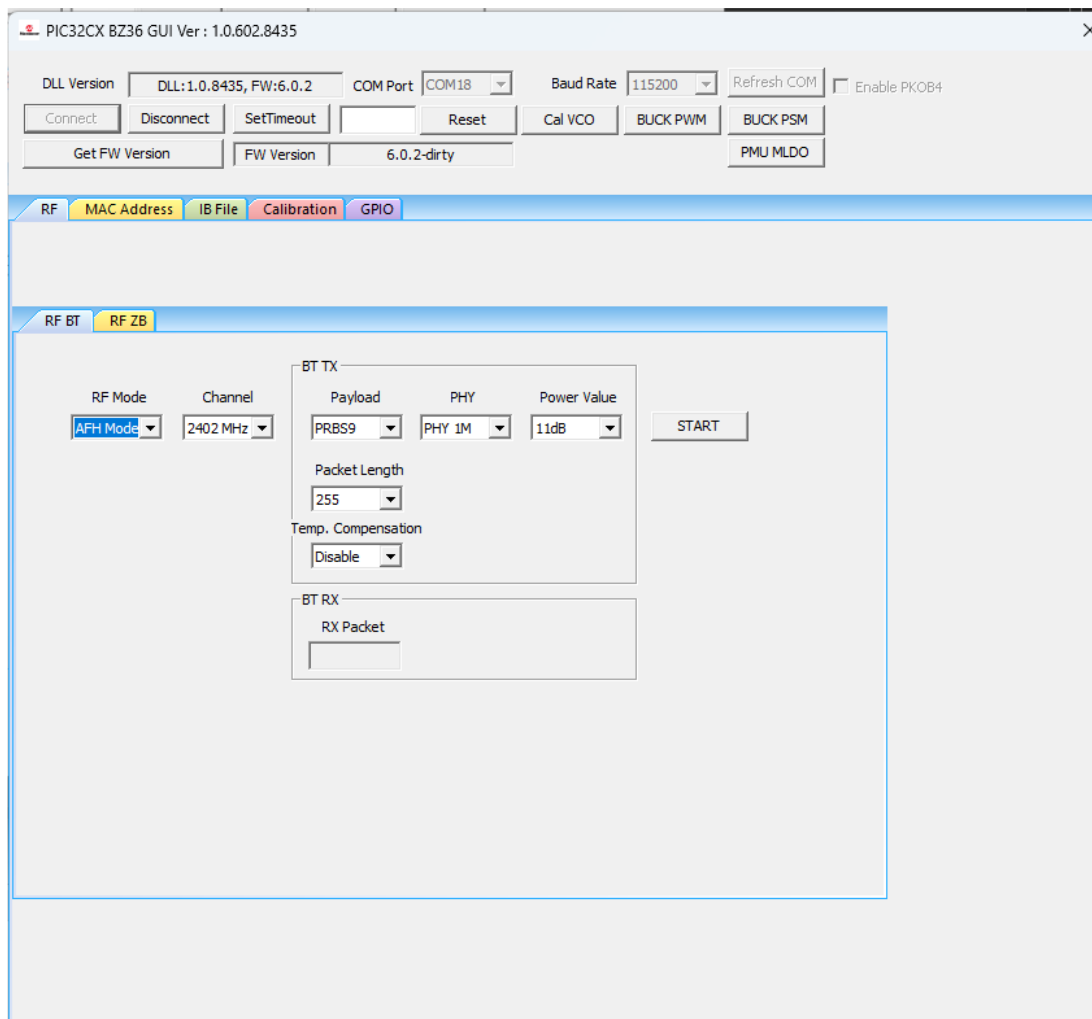 PIC32CX BZ36 GUI Ver : 1.0.602.8435
DLL Version DLL:1.0.8435, FW:6.0.2 COM Port COM18 Baud Rate 115200 Refresh COM Enable PKOB4
Connect Disconnect SetTimeout Reset Cal VCO BUCK PWM BUCK PSM
Get FW Version FW Version 6.0.2-dirty PMU MLDO
RF MAC Address IB File Calibration GPIO
RF BT RF ZB
BT TX
RF Mode Channel Payload PHY Power Value
AFH Mode 2402 MHz PRBS9 PHY 1M 11dB START
Packet Length
255
Temp. Compensation
Disable
BT RX
RX Packet